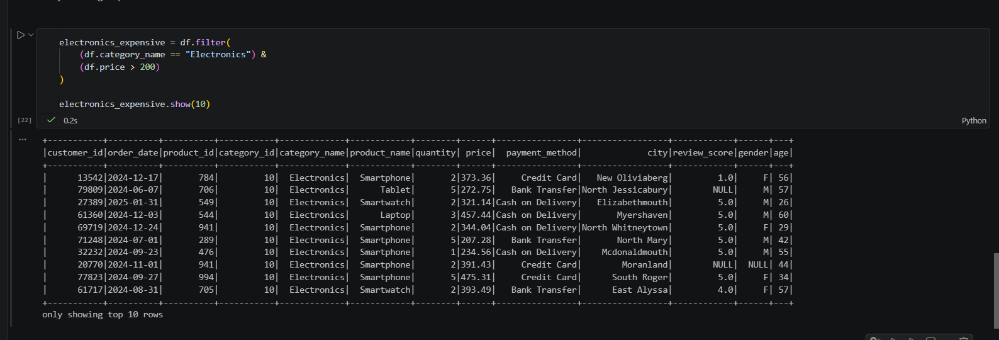 electronics_expensive = df.filter(
    (df.category_name == "Electronics") &
    (df.price > 200)
)
electronics_expensive.show(10)
[22] 0.2s Python
... +-----------+----------+----------+-----------+-------------+------------+--------+------+----------------+-----------------+------------+------+---+
|customer_id|order_date|product_id|category_id|category_name|product_name|quantity| price|  payment_method|             city|review_score|gender|age|
+-----------+----------+----------+-----------+-------------+------------+--------+------+----------------+-----------------+------------+------+---+
|      13542|2024-12-17|       784|         10|  Electronics|  Smartphone|       2|373.36|     Credit Card|   New Oliviaberg|         1.0|     F| 56|
|      79809|2024-06-07|       706|         10|  Electronics|      Tablet|       5|272.75|   Bank Transfer|North Jessicabury|        NULL|     M| 57|
|      27389|2025-01-31|       549|         10|  Electronics|  Smartwatch|       2|321.14|Cash on Delivery|   Elizabethmouth|         5.0|     M| 26|
|      61360|2024-12-03|       544|         10|  Electronics|      Laptop|       3|457.44|Cash on Delivery|       Myershaven|         5.0|     M| 60|
|      69719|2024-12-24|       941|         10|  Electronics|  Smartphone|       2|344.04|Cash on Delivery|North Whitneytown|         5.0|     F| 29|
|      71248|2024-07-01|       289|         10|  Electronics|  Smartphone|       5|207.28|   Bank Transfer|       North Mary|         5.0|     M| 42|
|      32232|2024-09-23|       476|         10|  Electronics|  Smartphone|       1|234.56|Cash on Delivery|    Mcdonaldmouth|         5.0|     M| 55|
|      20770|2024-11-01|       941|         10|  Electronics|  Smartphone|       2|391.43|     Credit Card|        Moranland|        NULL|  NULL| 44|
|      77823|2024-09-27|       994|         10|  Electronics|  Smartphone|       5|475.31|     Credit Card|      South Roger|         5.0|     F| 34|
|      61717|2024-08-31|       705|         10|  Electronics|  Smartwatch|       2|393.49|   Bank Transfer|      East Alyssa|         4.0|     F| 57|
+-----------+----------+----------+-----------+-------------+------------+--------+------+----------------+-----------------+------------+------+---+
only showing top 10 rows